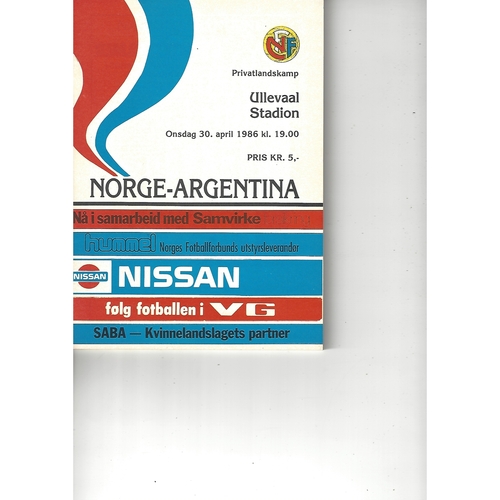 NFF
Privatlandskamp
Ullevaal
Stadion
Onsdag 30. april 1986 kl. 19.00
PRIS KR. 5,-
NORGE-ARGENTINA
Nå i samarbeid med Samvirke
hummel Norges Fotballforbunds utstyrsleverandør
NISSAN NISSAN
følg fotballen i VG
SABA — Kvinnelandslagets partner